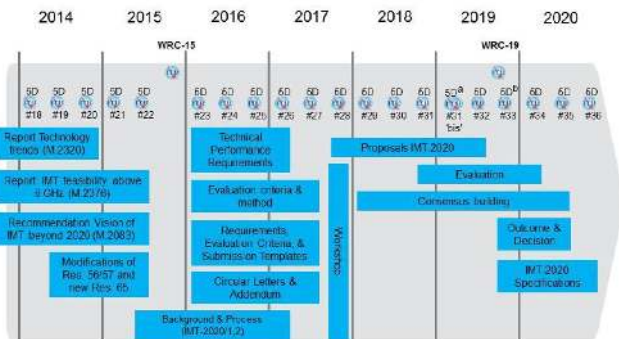 2014 2015 2016 2017 2018 2019 2020
WRC-15 WRC-19
5D 5D 5D 5D 5D 5D 5D 5D 5D 5D 5D 5D 5D 5D 5Dᵃ 5D 5Dᵇ 5D 5D 5D
#18 #19 #20 #21 #22 #23 #24 #25 #26 #27 #28 #29 #30 #31 #31 #32 #33 #34 #35 #36
'bis'
Report Technology
trends (M.2320)
Technical
Performance
Requirements
Proposals IMT 2020
Report: IMT feasibility above
6 GHz (M.2376)
Evaluation criteria &
method
Evaluation
Consensus building
Recommendation Vision of
IMT beyond 2020 (M.2083)
Requirements,
Evaluation Criteria, &
Submission Templates
Workshop
Outcome &
Decision
Modifications of
Res. 56/57 and
new Res. 65
Circular Letters &
Addendum
IMT 2020
Specifications
Background & Process
(IMT-2020/1,2)